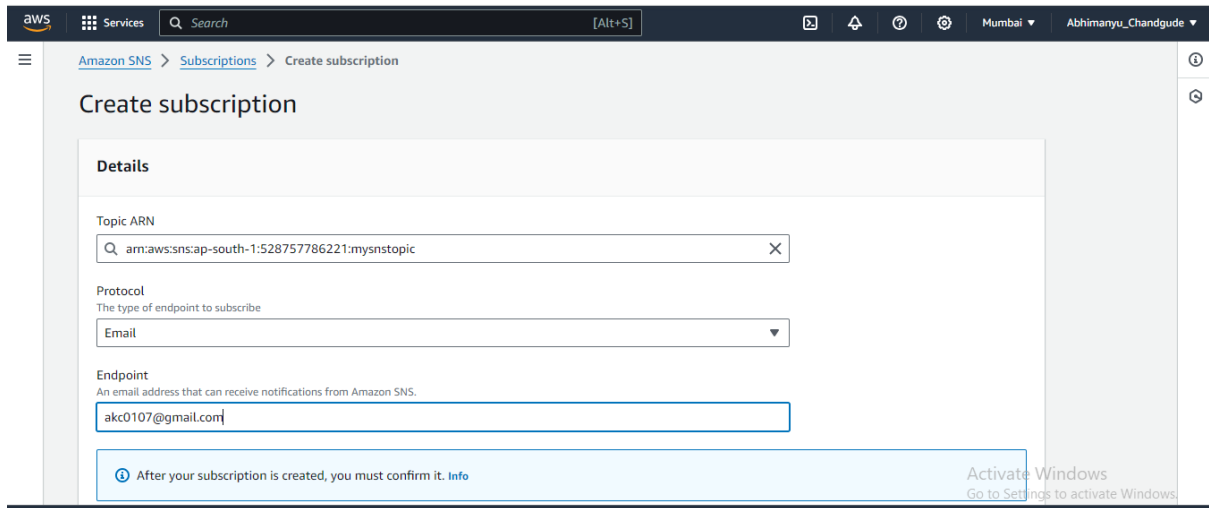 aws Services Search [Alt+S] Mumbai ▼ Abhimanyu_Chandgude ▼
Amazon SNS > Subscriptions > Create subscription
Create subscription
Details
Topic ARN
arn:aws:sns:ap-south-1:528757786221:mysnstopic
Protocol
The type of endpoint to subscribe
Email
Endpoint
An email address that can receive notifications from Amazon SNS.
akc0107@gmail.com
After your subscription is created, you must confirm it. Info
Activate Windows
Go to Settings to activate Windows.